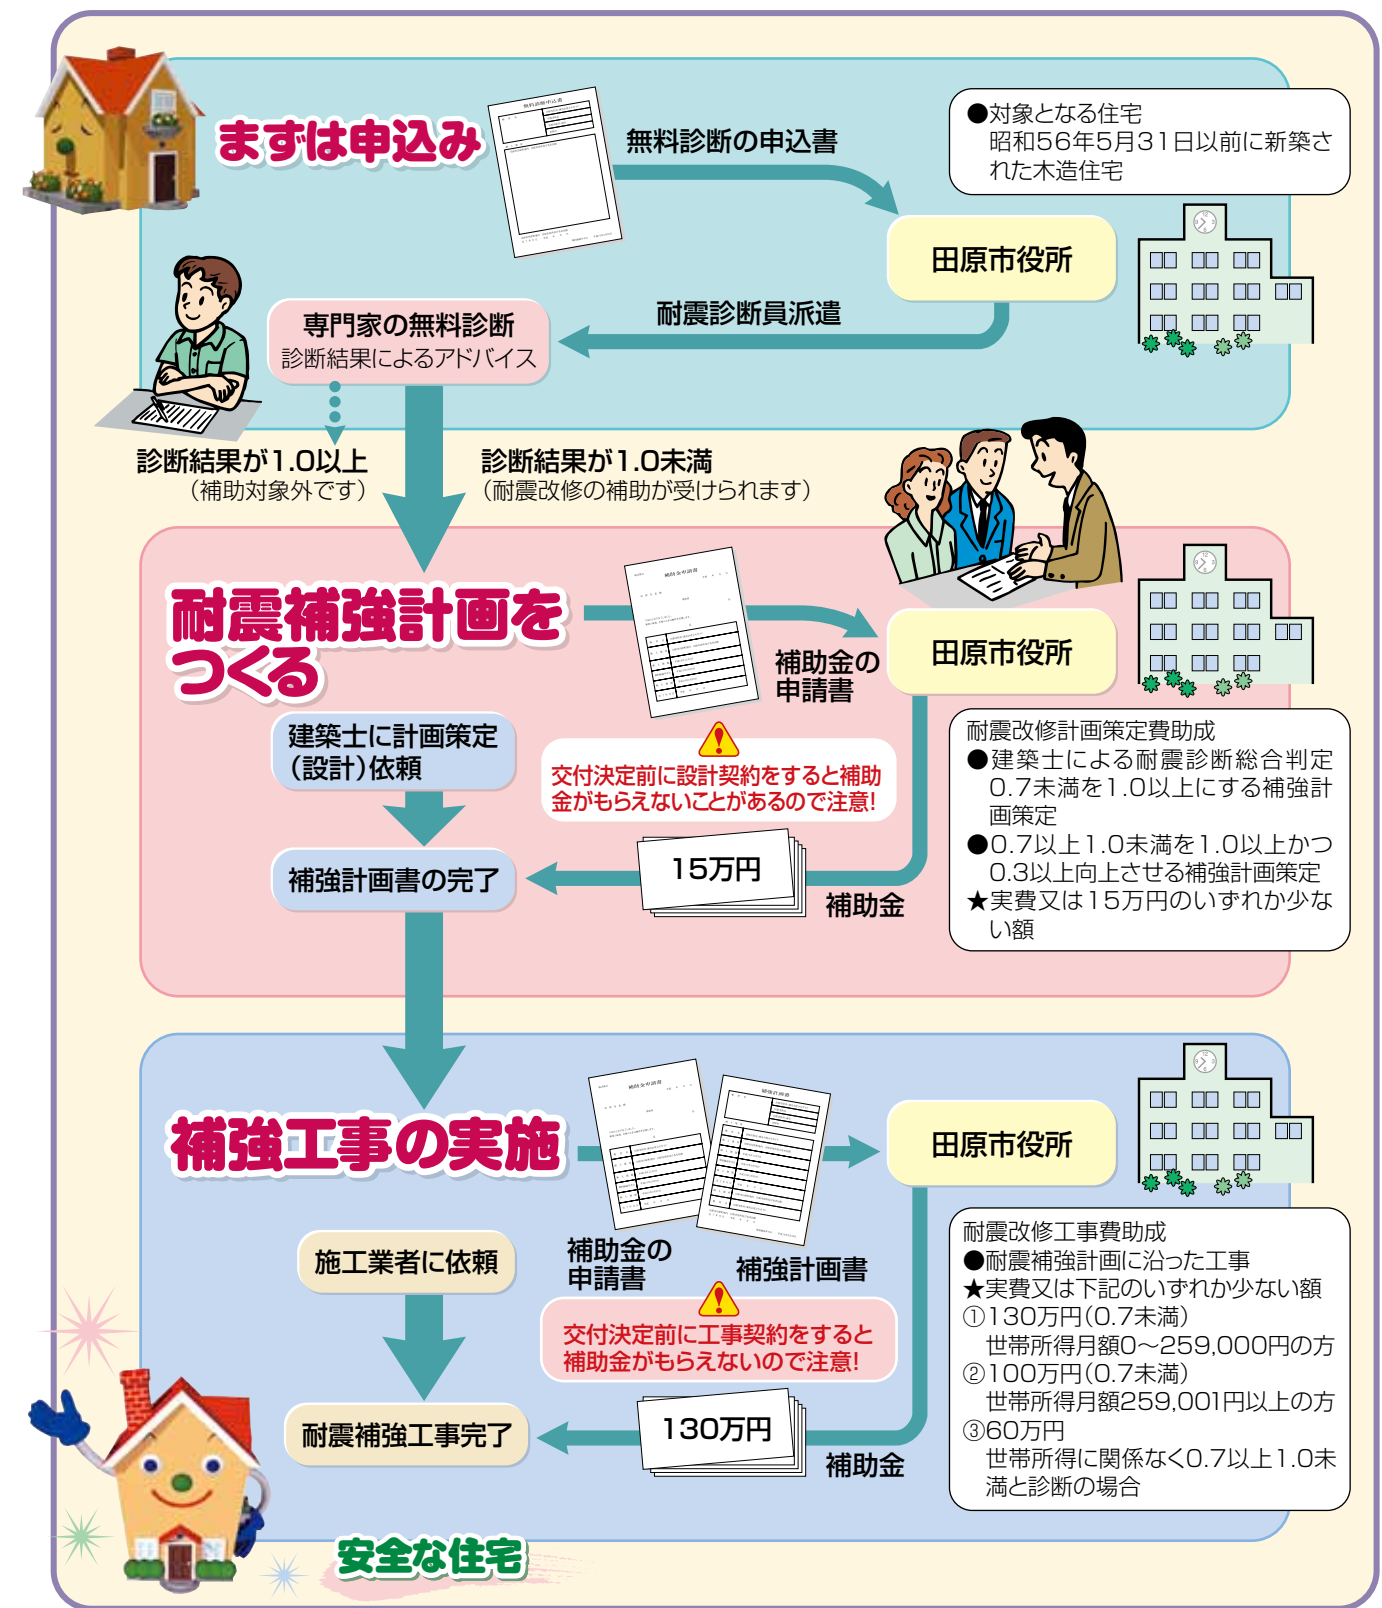 まずは申込み
無料診断申込書
無料診断の申込書
●対象となる住宅
昭和56年5月31日以前に新築さ
れた木造住宅
田原市役所
耐震診断員派遣
専門家の無料診断
診断結果によるアドバイス
診断結果が1.0以上
（補助対象外です）
診断結果が1.0未満
（耐震改修の補助が受けられます）
耐震補強計画を
つくる
補助金申請書
補助金の
申請書
田原市役所
建築士に計画策定
（設計）依頼
交付決定前に設計契約をすると補助
金がもらえないことがあるので注意!
補強計画書の完了
15万円
補助金
耐震改修計画策定費助成
●建築士による耐震診断総合判定
0.7未満を1.0以上にする補強計
画策定
●0.7以上1.0未満を1.0以上かつ
0.3以上向上させる補強計画策定
★実費又は15万円のいずれか少な
い額
補強工事の実施
補助金申請書
補強計画書
補助金の
申請書
補強計画書
田原市役所
施工業者に依頼
交付決定前に工事契約をすると
補助金がもらえないので注意!
耐震補強工事完了
130万円
補助金
耐震改修工事費助成
●耐震補強計画に沿った工事
★実費又は下記のいずれか少ない額
①130万円（0.7未満）
世帯所得月額0～259,000円の方
②100万円（0.7未満）
世帯所得月額259,001円以上の方
③60万円
世帯所得に関係なく0.7以上1.0未
満と診断の場合
安全な住宅